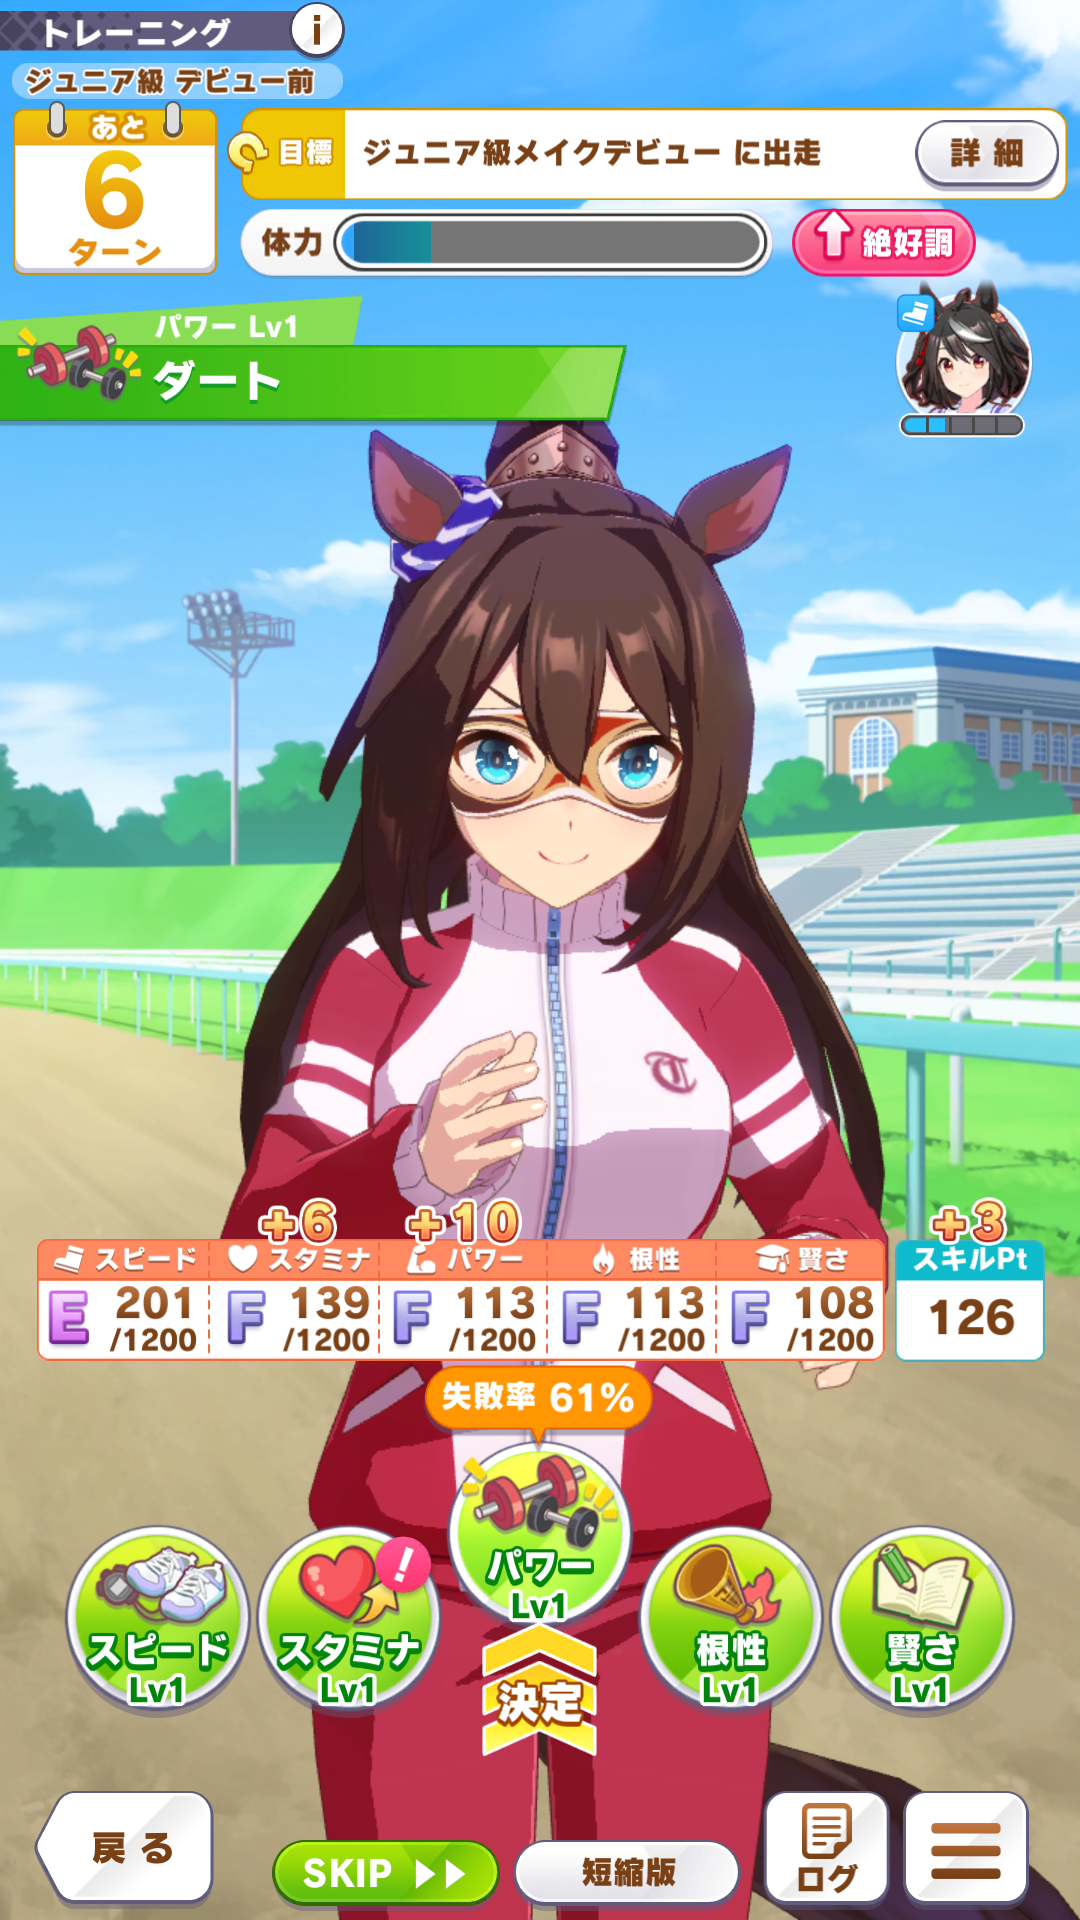 トレーニング
i
ジュニア級 デビュー前
あと
6
ターン
目標
ジュニア級メイクデビュー に出走
詳細
体力
絶好調
パワー Lv1
ダート
+6
+10
+3
スピード
スタミナ
パワー
根性
賢さ
スキルPt
E 201
/1200
F 139
/1200
F 113
/1200
F 113
/1200
F 108
/1200
126
失敗率 61%
スピード
Lv1
スタミナ
Lv1
!
パワー
Lv1
根性
Lv1
賢さ
Lv1
決定
戻る
SKIP
短縮版
ログ